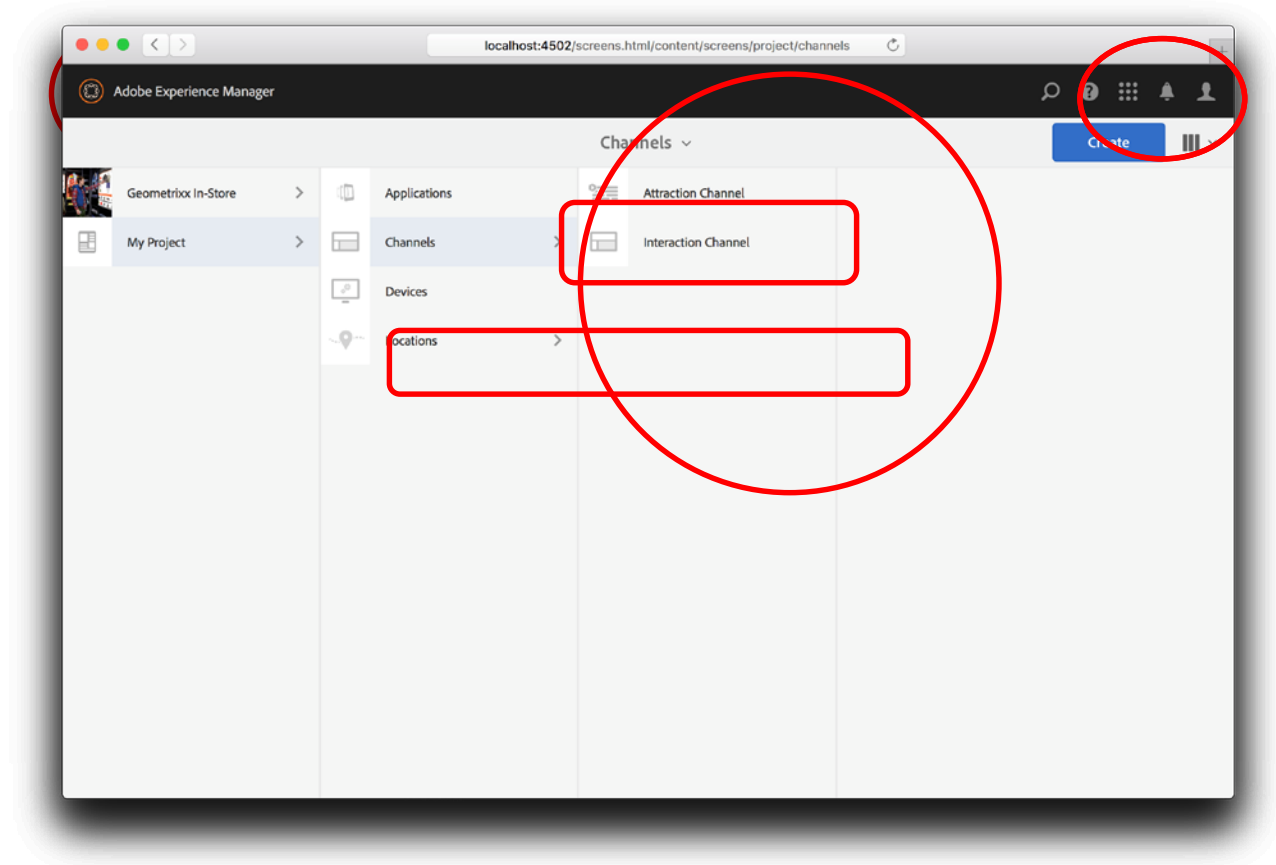 localhost:4502/screens.html/content/screens/project/channels
Adobe Experience Manager
Channels
Create
Geometrixx In-Store
Applications
Attraction Channel
My Project
Channels
Interaction Channel
Devices
Locations